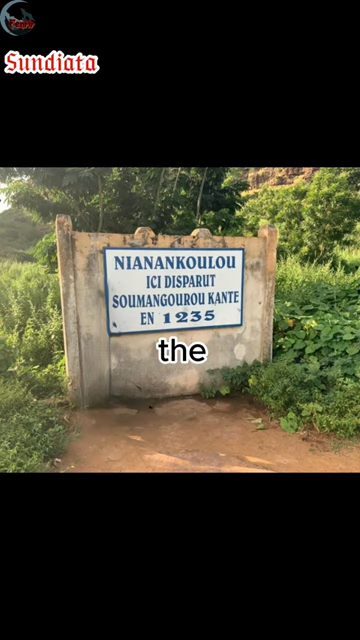 Sundiata
NIANANKOULOU
ICI DISPARUT
SOUMANGOUROU KANTE
EN 1235
the